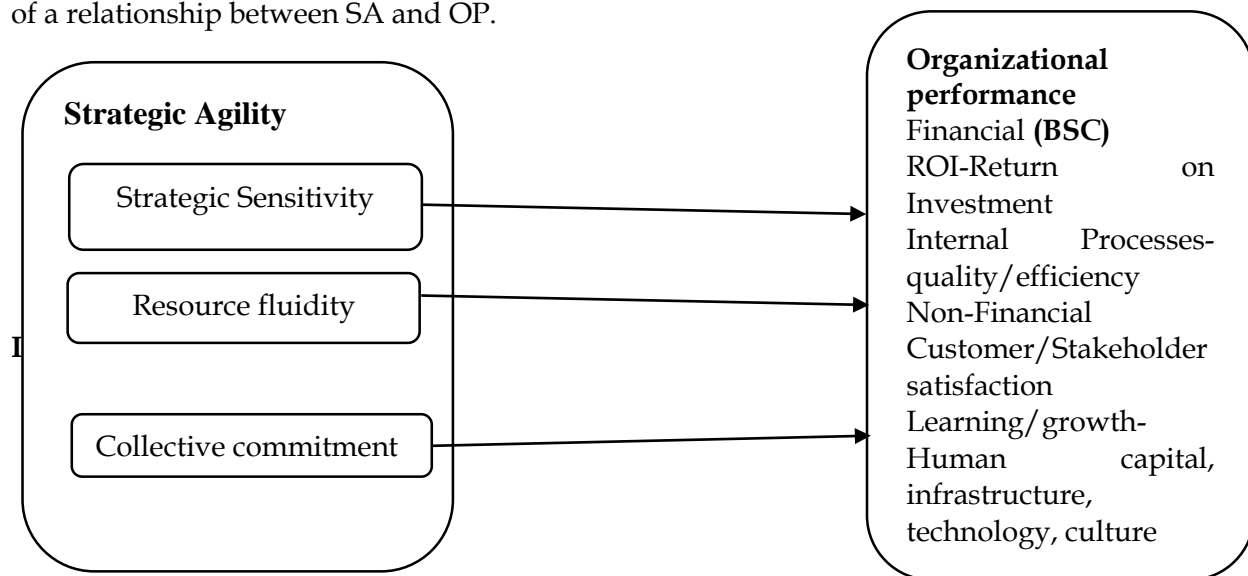 of a relationship between SA and OP.
Strategic Agility
Strategic Sensitivity
Resource fluidity
I
Collective commitment
Organizational
performance
Financial (BSC)
ROI-Return on
Investment
Internal Processes-
quality/efficiency
Non-Financial
Customer/Stakeholder
satisfaction
Learning/growth-
Human capital,
infrastructure,
technology, culture